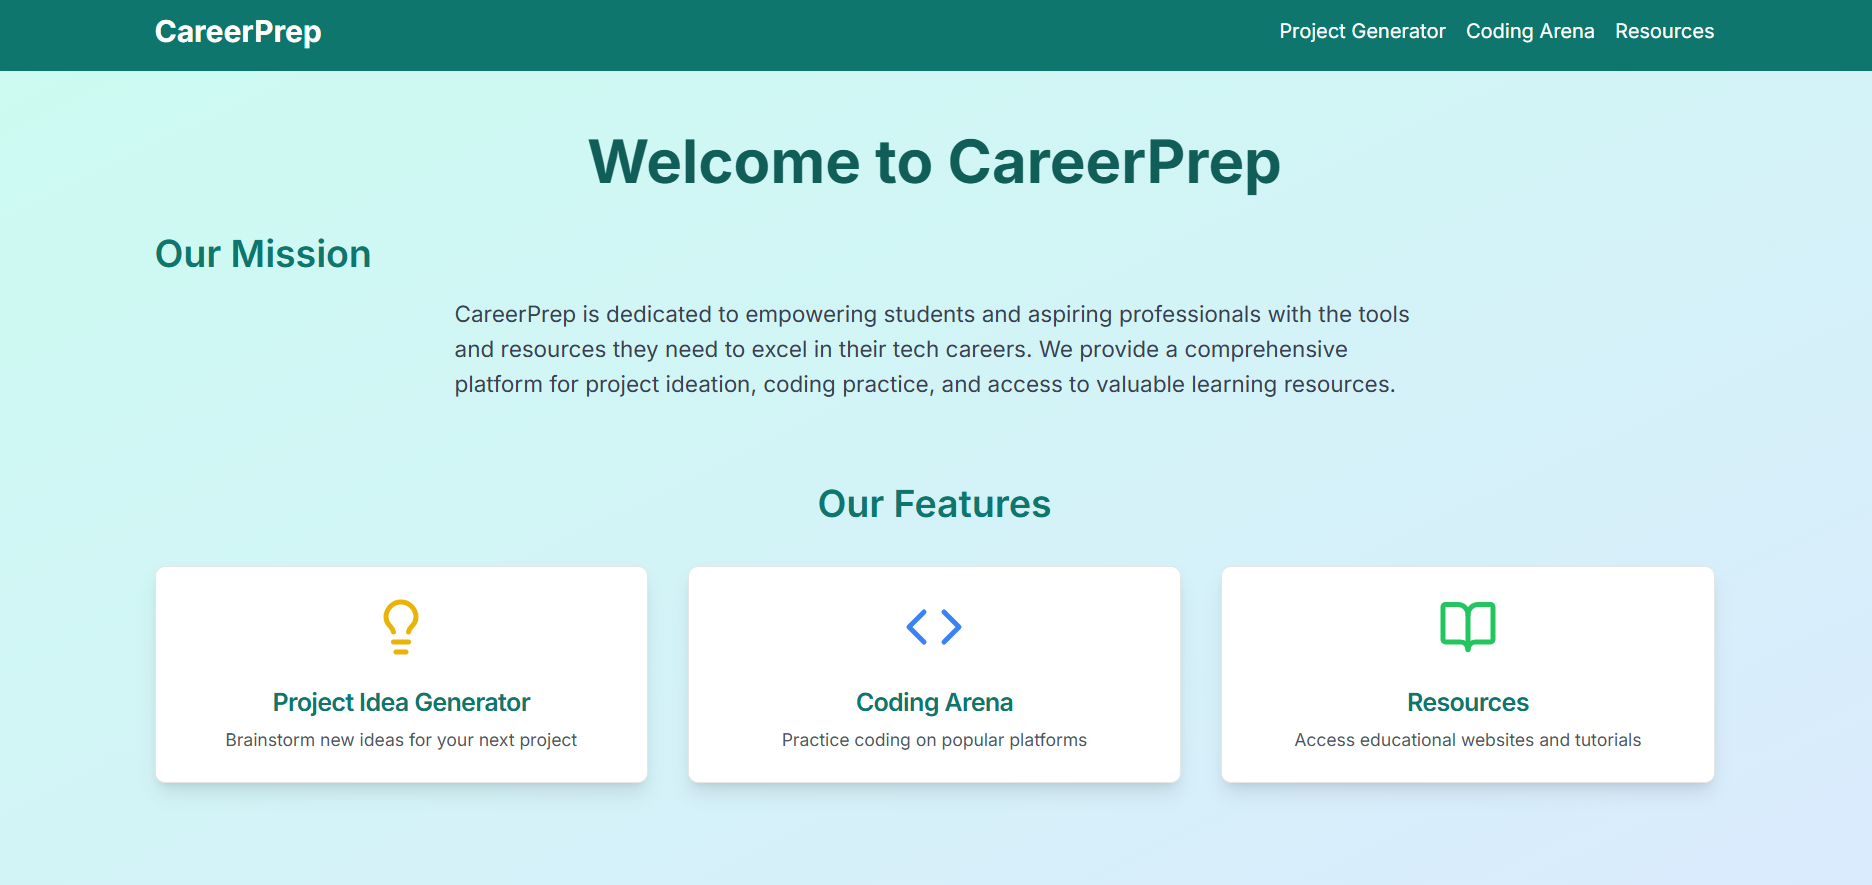 CareerPrep
Project Generator Coding Arena Resources
Welcome to CareerPrep
Our Mission
CareerPrep is dedicated to empowering students and aspiring professionals with the tools
and resources they need to excel in their tech careers. We provide a comprehensive
platform for project ideation, coding practice, and access to valuable learning resources.
Our Features
Project Idea Generator
Brainstorm new ideas for your next project
Coding Arena
Practice coding on popular platforms
Resources
Access educational websites and tutorials